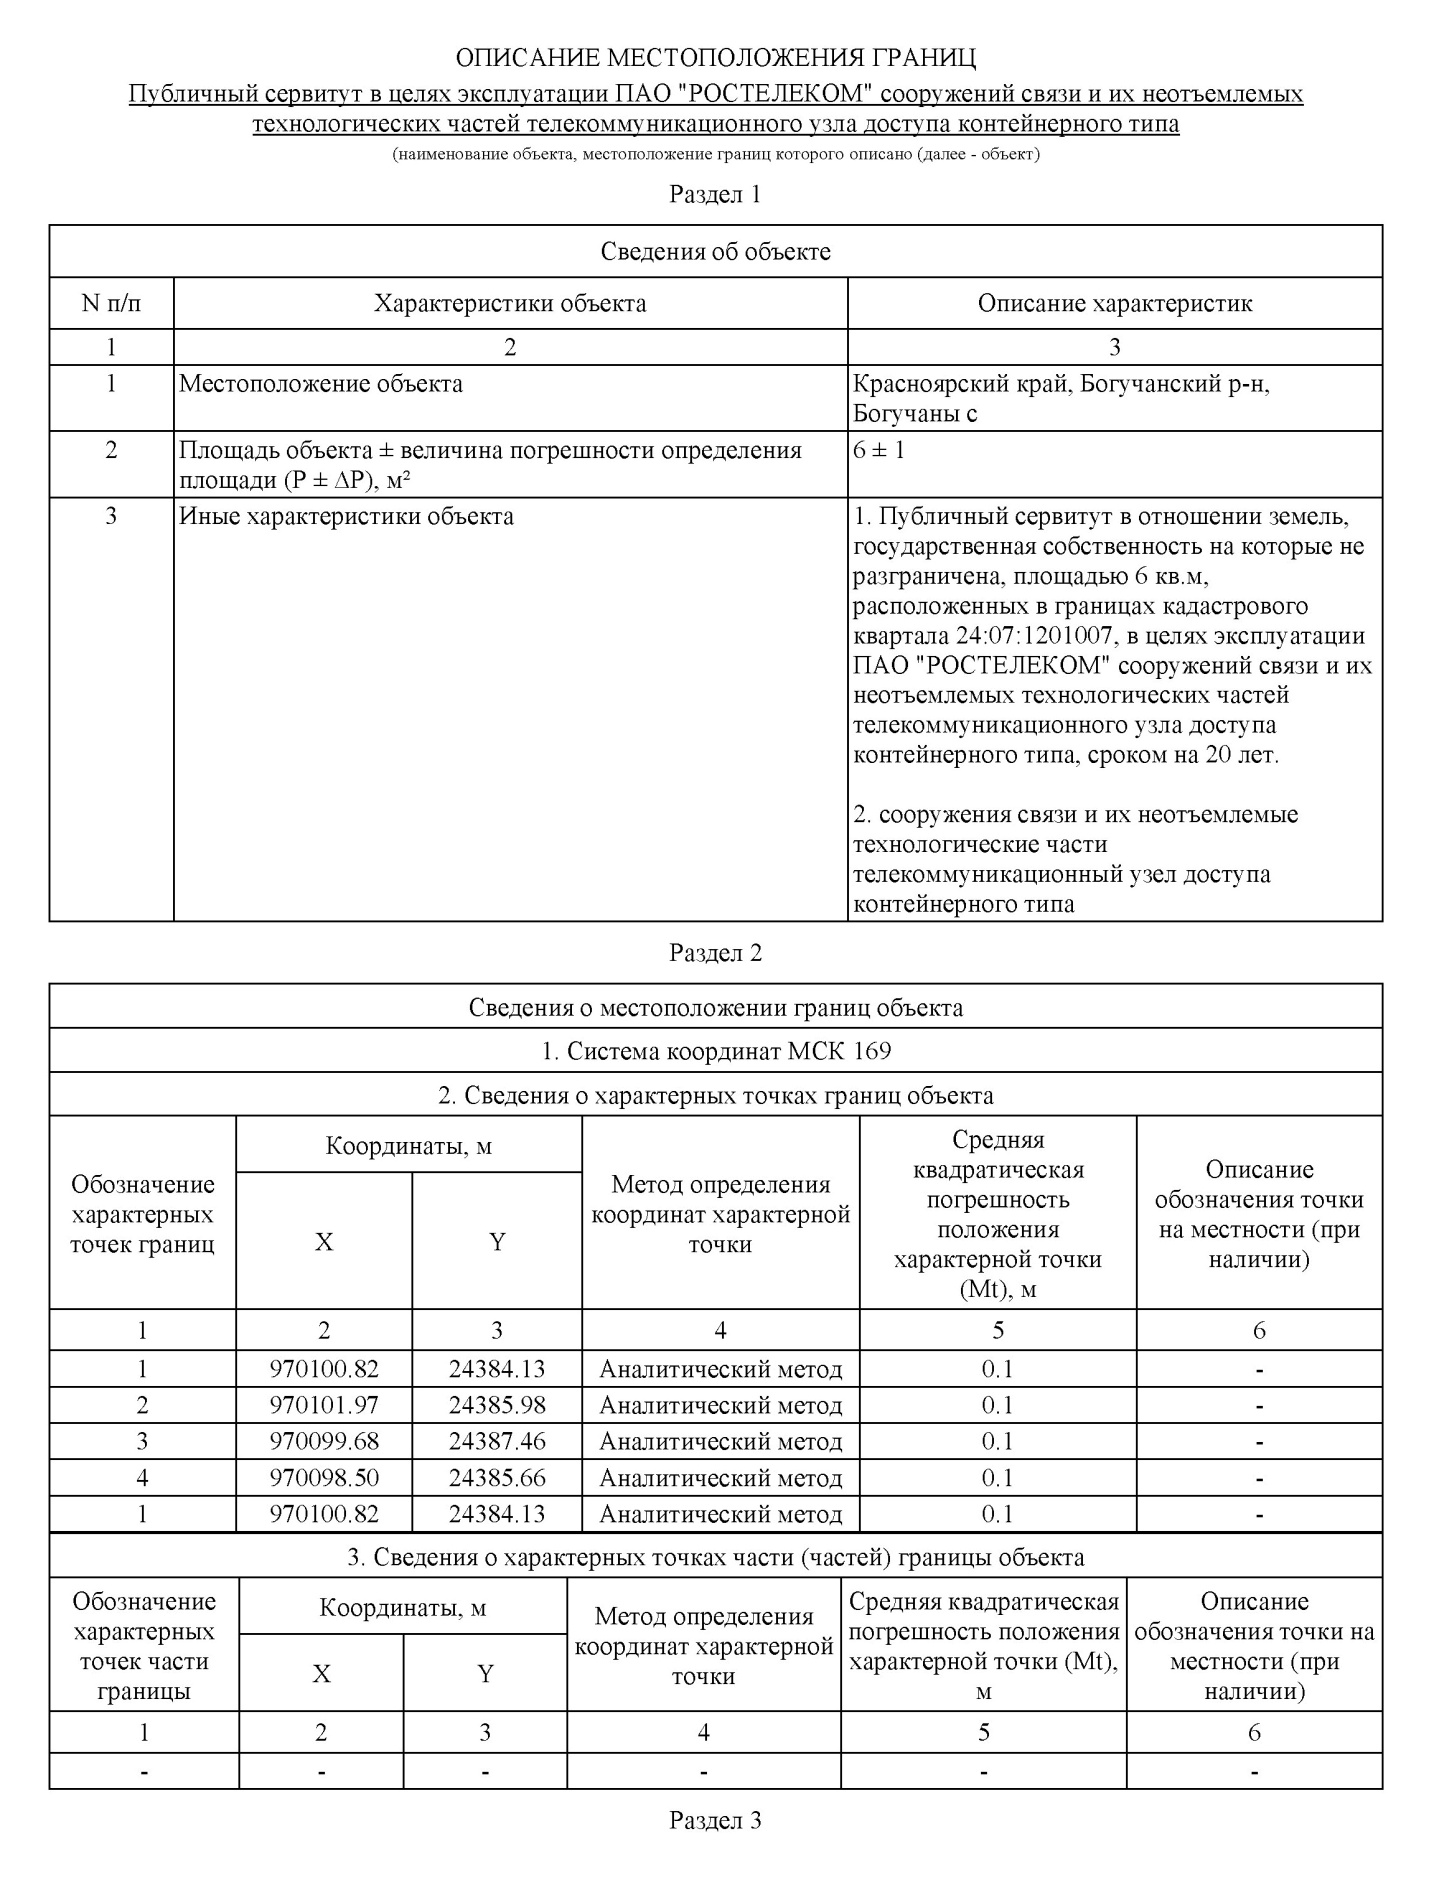 ОПИСАНИЕ МЕСТОПОЛОЖЕНИЯ ГРАНИЦ
Публичный сервитут в целях эксплуатации ПАО "РОСТЕЛЕКОМ" сооружений связи и их неотъемлемых
технологических частей телекоммуникационного узла доступа контейнерного типа
(наименование объекта, местоположение границ которого описано (далее - объект)
Раздел 1
Сведения об объекте
N п/п Характеристики объекта Описание характеристик
1 2 3
1 Местоположение объекта Красноярский край, Богучанский р-н,
Богучаны с
2 Площадь объекта ± величина погрешности определения 6 ± 1
площади (P ± ∆P), м²
3 Иные характеристики объекта 1. Публичный сервитут в отношении земель,
государственная собственность на которые не
разграничена, площадью 6 кв.м,
расположенных в границах кадастрового
квартала 24:07:1201007, в целях эксплуатации
ПАО "РОСТЕЛЕКОМ" сооружений связи и их
неотъемлемых технологических частей
телекоммуникационного узла доступа
контейнерного типа, сроком на 20 лет.
2. сооружения связи и их неотъемлемые
технологические части
телекоммуникационный узел доступа
контейнерного типа
Раздел 2
Сведения о местоположении границ объекта
1. Система координат МСК 169
2. Сведения о характерных точках границ объекта
Обозначение
характерных
точек границ
Координаты, м
X Y
Метод определения
координат характерной
точки
Средняя
квадратическая
погрешность
положения
характерной точки
(Mt), м
Описание
обозначения точки
на местности (при
наличии)
1 2 3 4 5 6
1 970100.82 24384.13 Аналитический метод 0.1 -
2 970101.97 24385.98 Аналитический метод 0.1 -
3 970099.68 24387.46 Аналитический метод 0.1 -
4 970098.50 24385.66 Аналитический метод 0.1 -
1 970100.82 24384.13 Аналитический метод 0.1 -
3. Сведения о характерных точках части (частей) границы объекта
Обозначение
характерных
точек части
границы
Координаты, м
X Y
Метод определения
координат характерной
точки
Средняя квадратическая
погрешность положения
характерной точки (Mt),
м
Описание
обозначения точки на
местности (при
наличии)
1 2 3 4 5 6
- - - - - -
Раздел 3